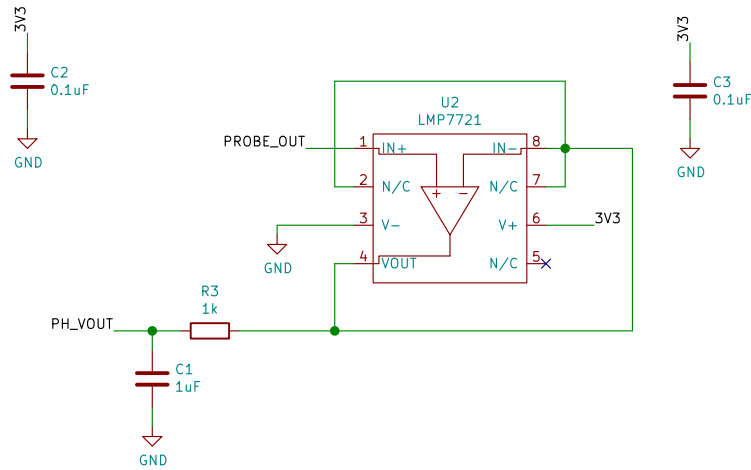 3V3
C2
0.1uF
GND
3V3
C3
0.1uF
GND
U2
LMP7721
PROBE_OUT
1
IN+
IN-
8
2
N/C
N/C
7
+
−
3
V-
V+
6
3V3
GND
4
VOUT
N/C
5
R3
1k
PH_VOUT
C1
1uF
GND